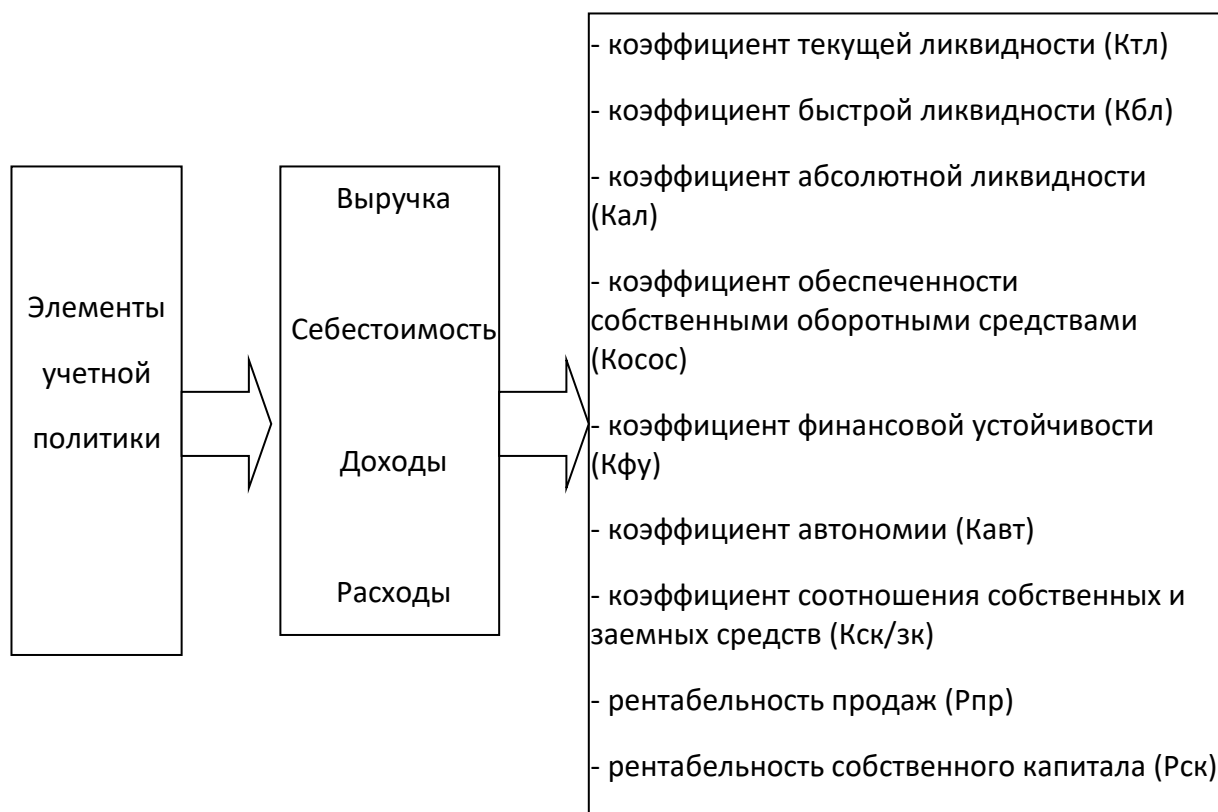 Элементы
учетной
политики
Выручка
Себестоимость
Доходы
Расходы
- коэффициент текущей ликвидности (Ктл)
- коэффициент быстрой ликвидности (Кбл)
- коэффициент абсолютной ликвидности
(Кал)
- коэффициент обеспеченности
собственными оборотными средствами
(Косос)
- коэффициент финансовой устойчивости
(Кфу)
- коэффициент автономии (Кавт)
- коэффициент соотношения собственных и
заемных средств (Кск/зк)
- рентабельность продаж (Рпр)
- рентабельность собственного капитала (Рск)